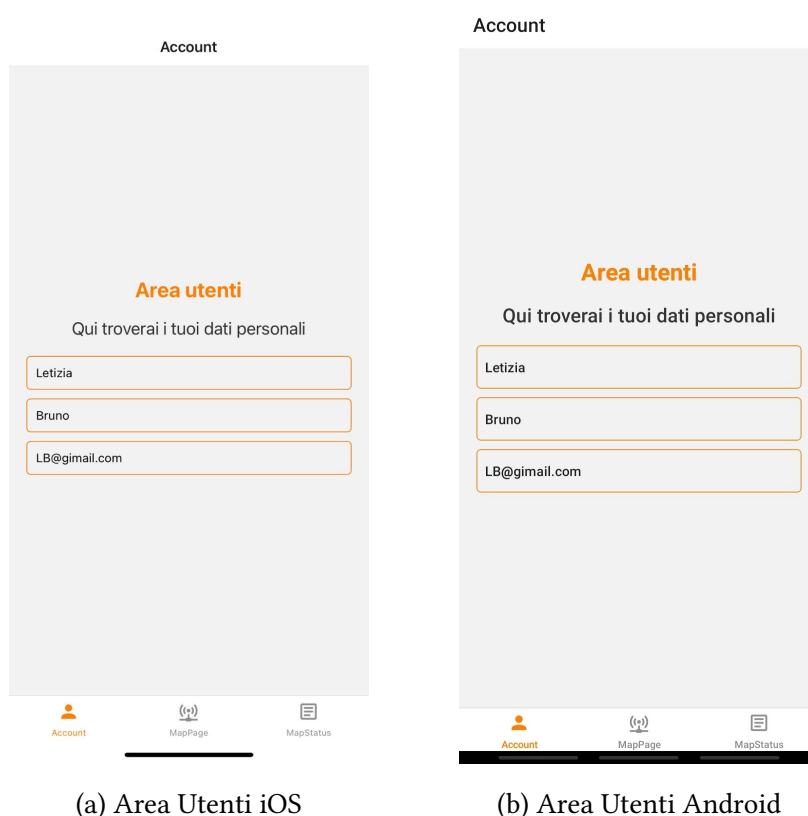 Account
Area utenti
Qui troverai i tuoi dati personali
Letizia
Bruno
LB@gimail.com
Account MapPage MapStatus
(a) Area Utenti iOS
Account
Area utenti
Qui troverai i tuoi dati personali
Letizia
Bruno
LB@gimail.com
Account MapPage MapStatus
(b) Area Utenti Android